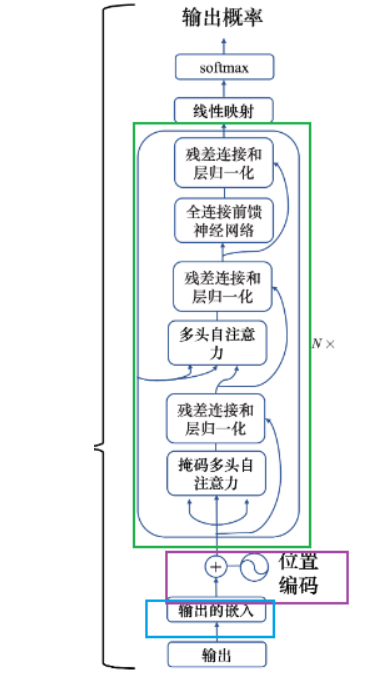 输出概率
softmax
线性映射
残差连接和
层归一化
全连接前馈
神经网络
残差连接和
层归一化
多头自注意
力
N×
残差连接和
层归一化
掩码多头自
注意力
位置
编码
输出的嵌入
输出